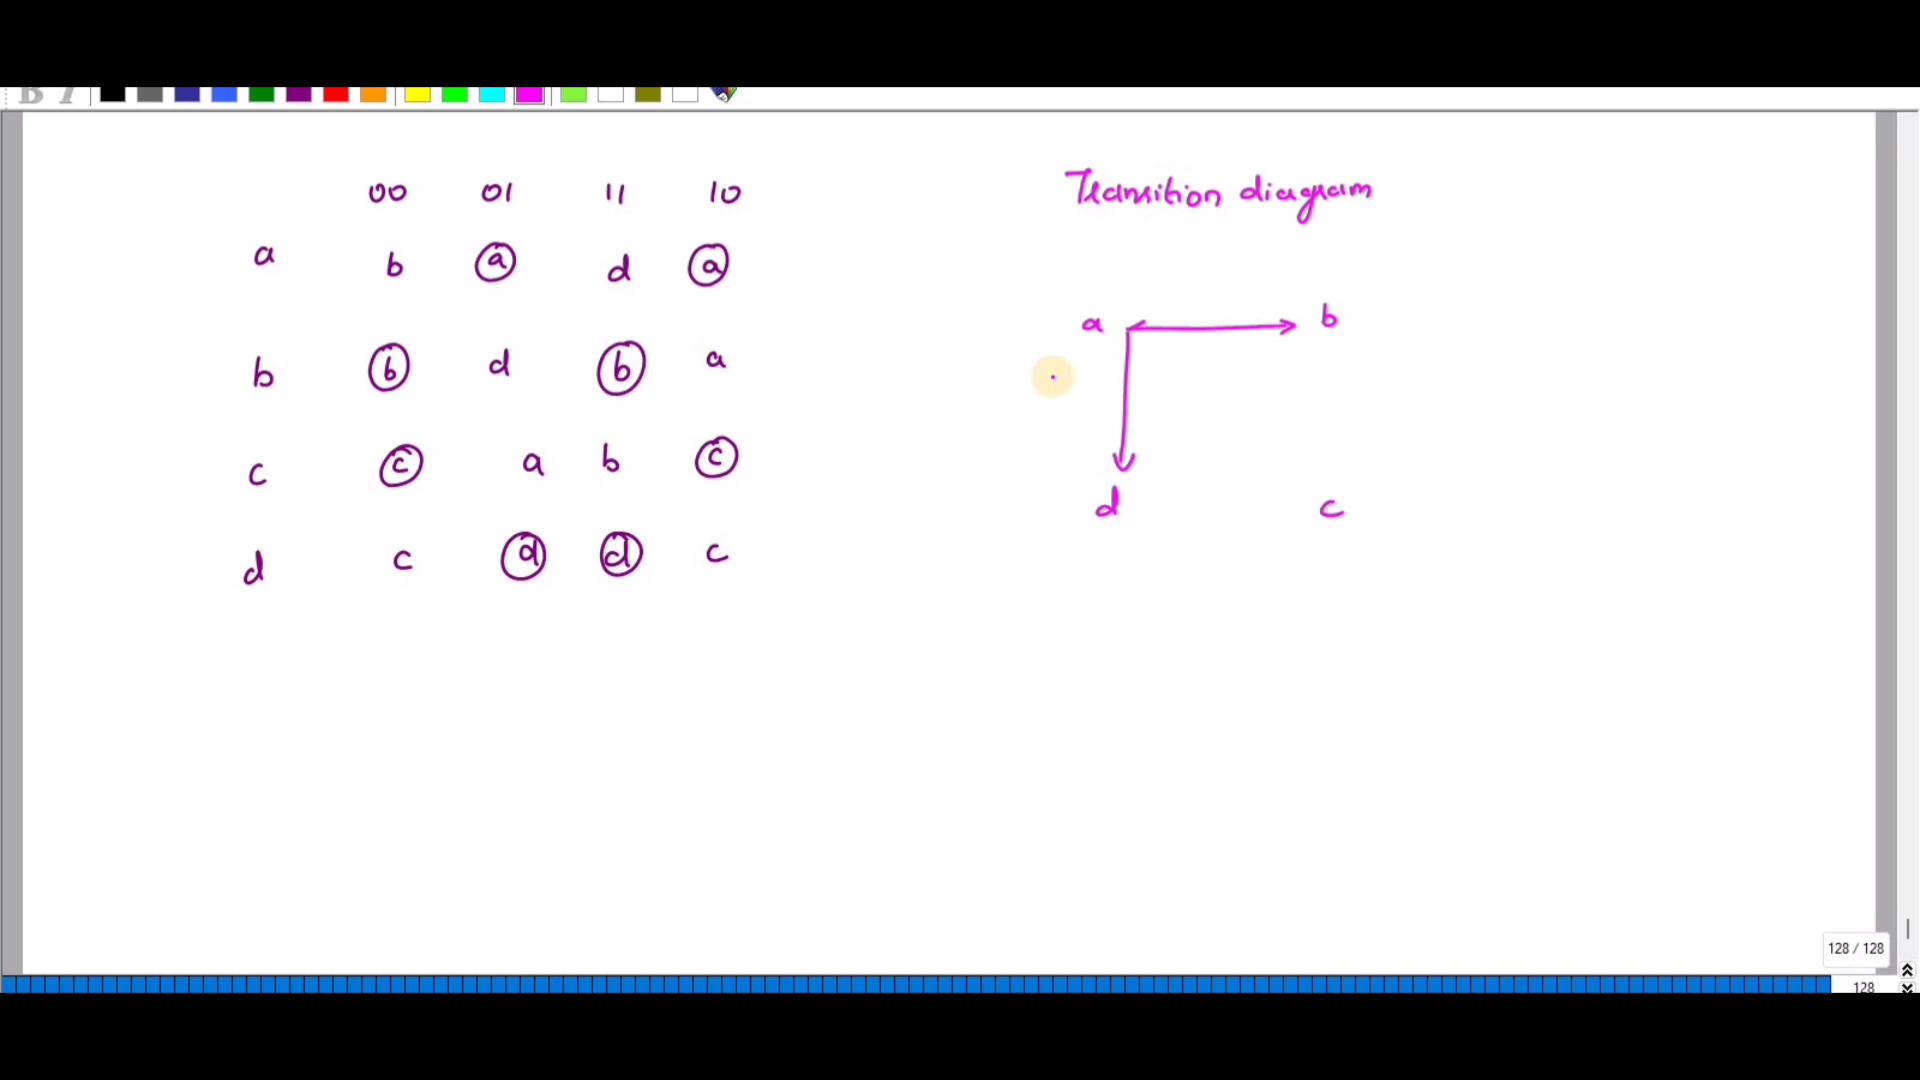 B I
00 01 11 10
Transition diagram
a b a d a
a b
b b d b a
c c a b c
d c
d c d d c
128 / 128
128